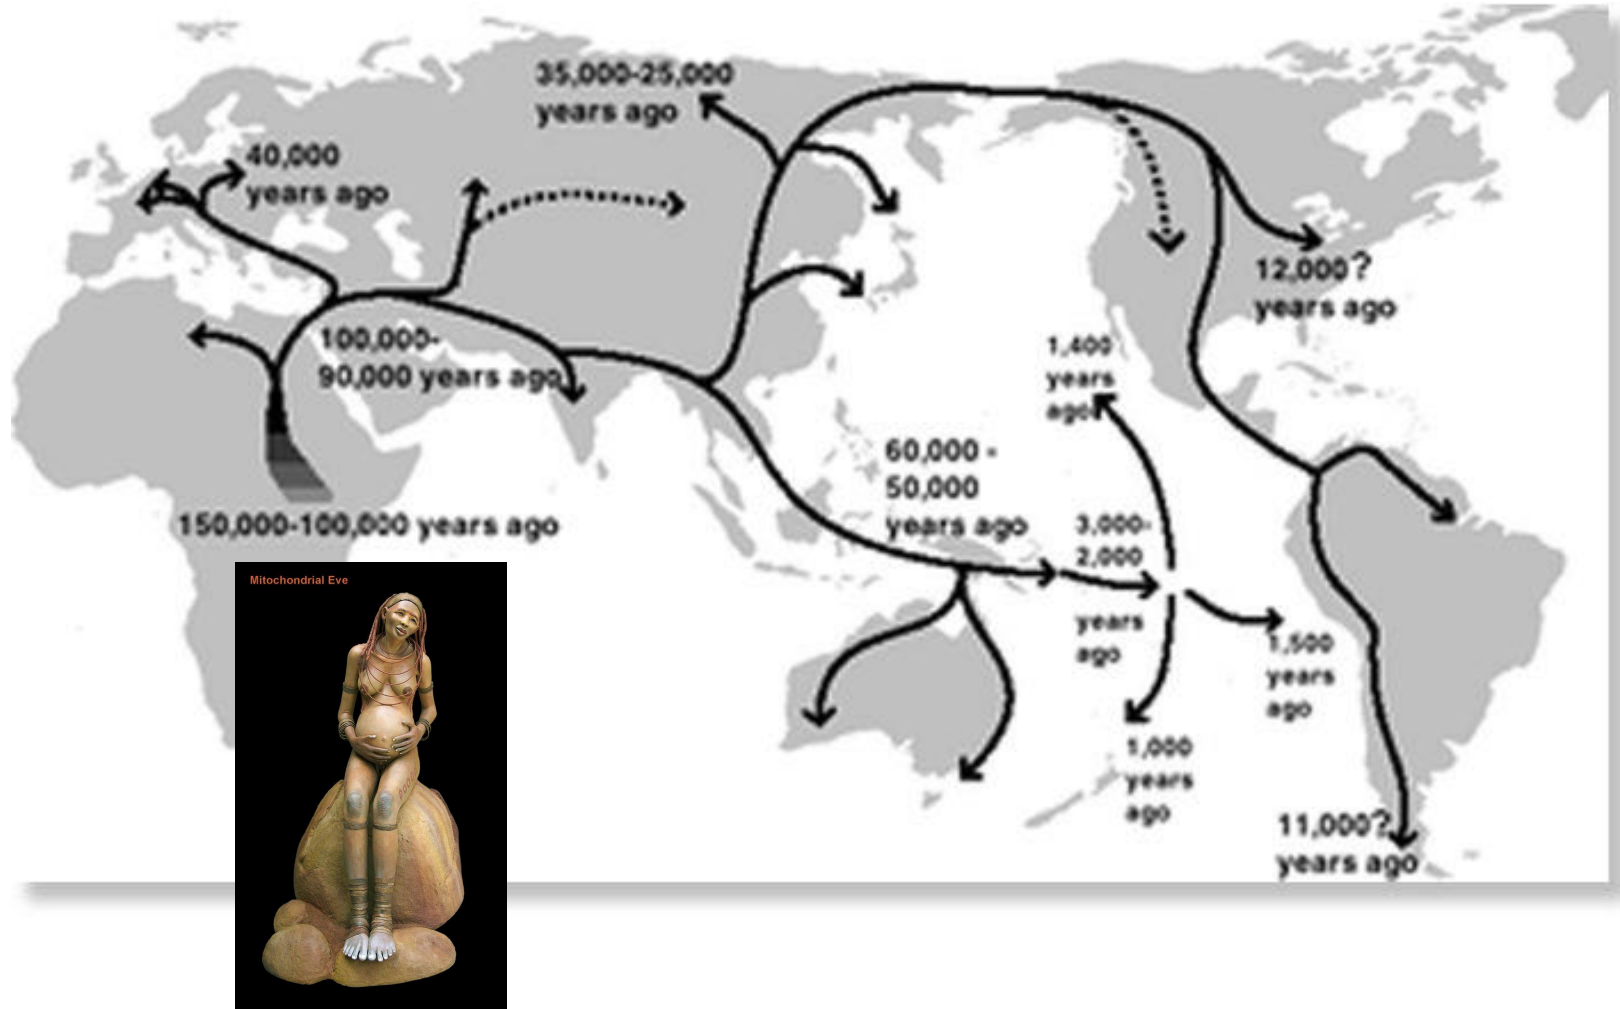 35,000-25,000
years ago
40,000
years ago
100,000-
90,000 years ago
150,000-100,000 years ago
60,000 -
50,000
years ago
3,000-
2,000
years
ago
1,400
years
ago
1,500
years
ago
1,000
years
ago
12,000?
years ago
11,000?
years ago
Mitochondrial Eve